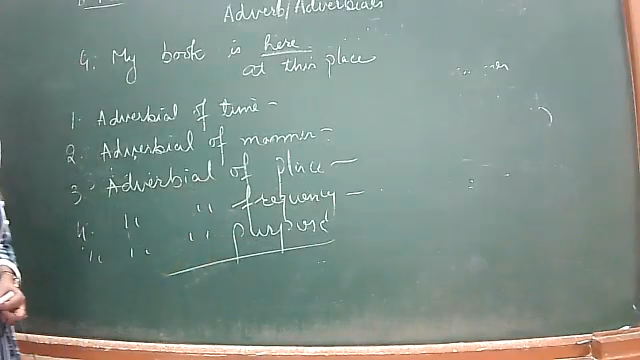 Adverb/Adverbials
4. My book is here.
at this place
1. Adverbial of time -
2. Adverbial of manner -
3. Adverbial of place -
4. " " frequency -
" " " purpose